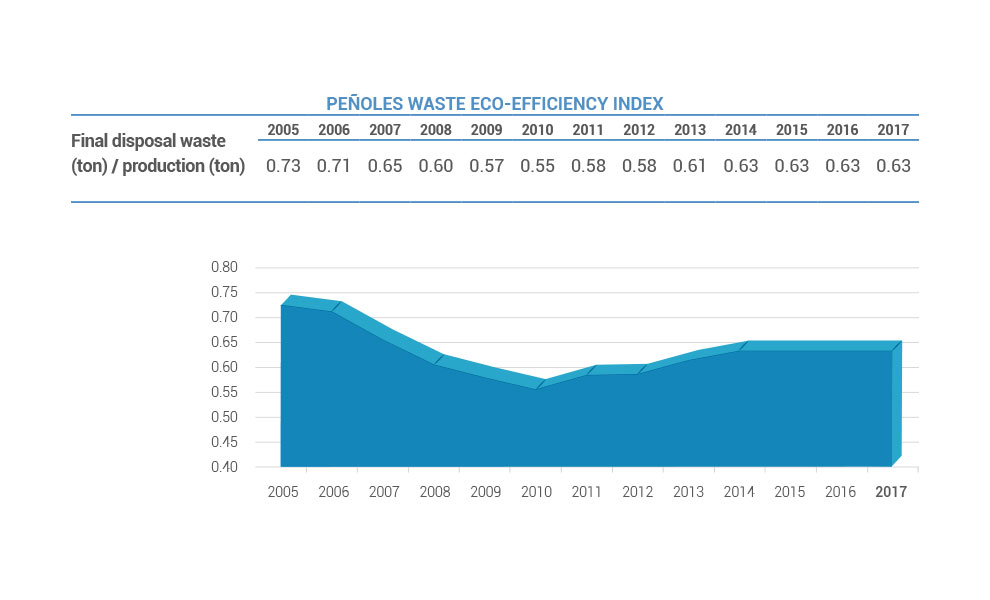 PEÑOLES WASTE ECO-EFFICIENCY INDEX
2005 2006 2007 2008 2009 2010 2011 2012 2013 2014 2015 2016 2017
Final disposal waste
(ton) / production (ton) 0.73 0.71 0.65 0.60 0.57 0.55 0.58 0.58 0.61 0.63 0.63 0.63 0.63
0.80
0.75
0.70
0.65
0.60
0.55
0.50
0.45
0.40
2005 2006 2007 2008 2009 2010 2011 2012 2013 2014 2015 2016 2017